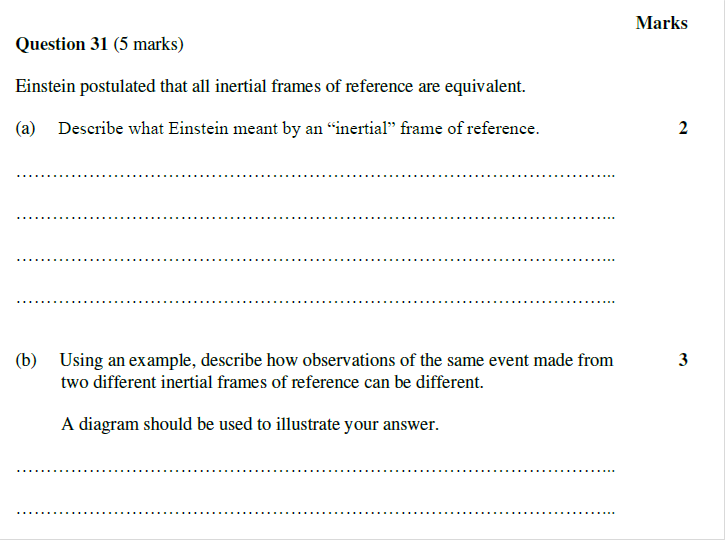 Marks
Question 31 (5 marks)
Einstein postulated that all inertial frames of reference are equivalent.
(a) Describe what Einstein meant by an “inertial” frame of reference. 2
………………………………………………………………………………………...
………………………………………………………………………………………...
………………………………………………………………………………………...
………………………………………………………………………………………...
(b) Using an example, describe how observations of the same event made from 3
two different inertial frames of reference can be different.
A diagram should be used to illustrate your answer.
………………………………………………………………………………………...
………………………………………………………………………………………...